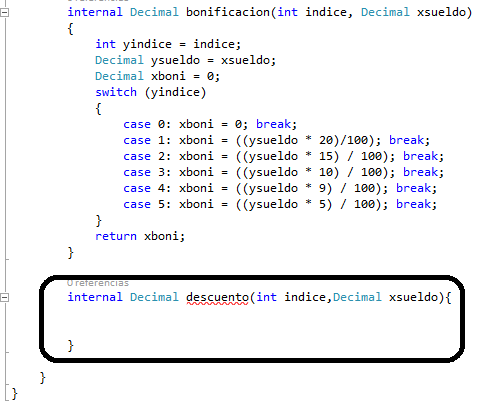 internal Decimal bonificacion(int indice, Decimal xsueldo)
{
int yindice = indice;
Decimal ysueldo = xsueldo;
Decimal xboni = 0;
switch (yindice)
{
case 0: xboni = 0; break;
case 1: xboni = ((ysueldo * 20)/100); break;
case 2: xboni = ((ysueldo * 15) / 100); break;
case 3: xboni = ((ysueldo * 10) / 100); break;
case 4: xboni = ((ysueldo * 9) / 100); break;
case 5: xboni = ((ysueldo * 5) / 100); break;
}
return xboni;
}
0 referencias
internal Decimal descuento(int indice,Decimal xsueldo){
}
}
}